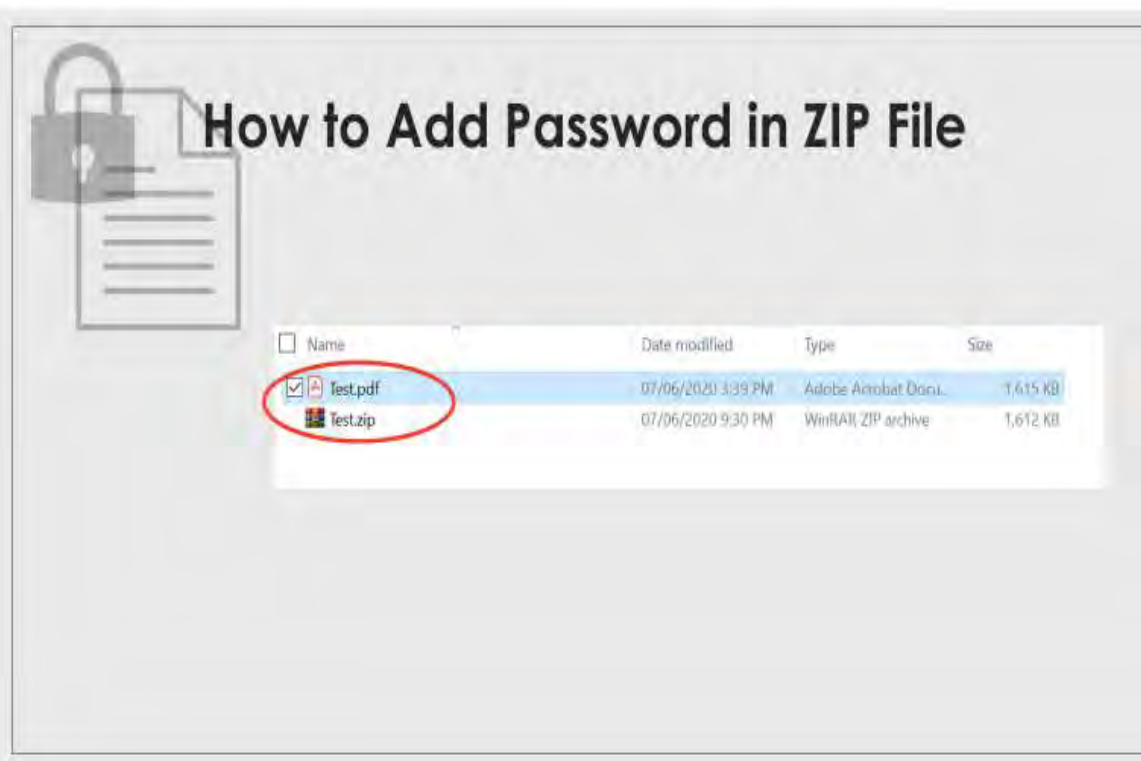 How to Add Password in ZIP File
Name Date modified Type Size
Test.pdf 07/06/2020 3:39 PM Adobe Acrobat Docu... 1,615 KB
Test.zip 07/06/2020 9:30 PM WinRAR ZIP archive 1,612 KB